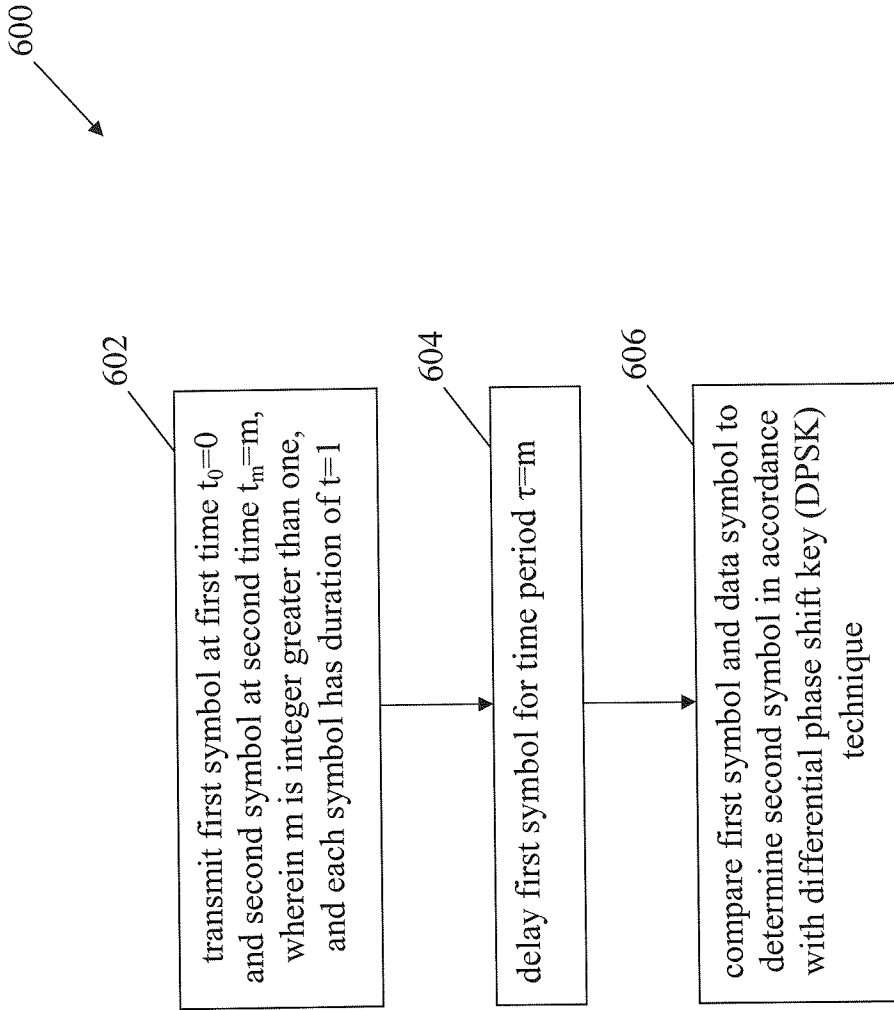 600
602
transmit first symbol at first time t₀=0
and second symbol at second time tₘ=m,
wherein m is integer greater than one,
and each symbol has duration of t=1
604
delay first symbol for time period τ=m
606
compare first symbol and data symbol to
determine second symbol in accordance
with differential phase shift key (DPSK)
technique